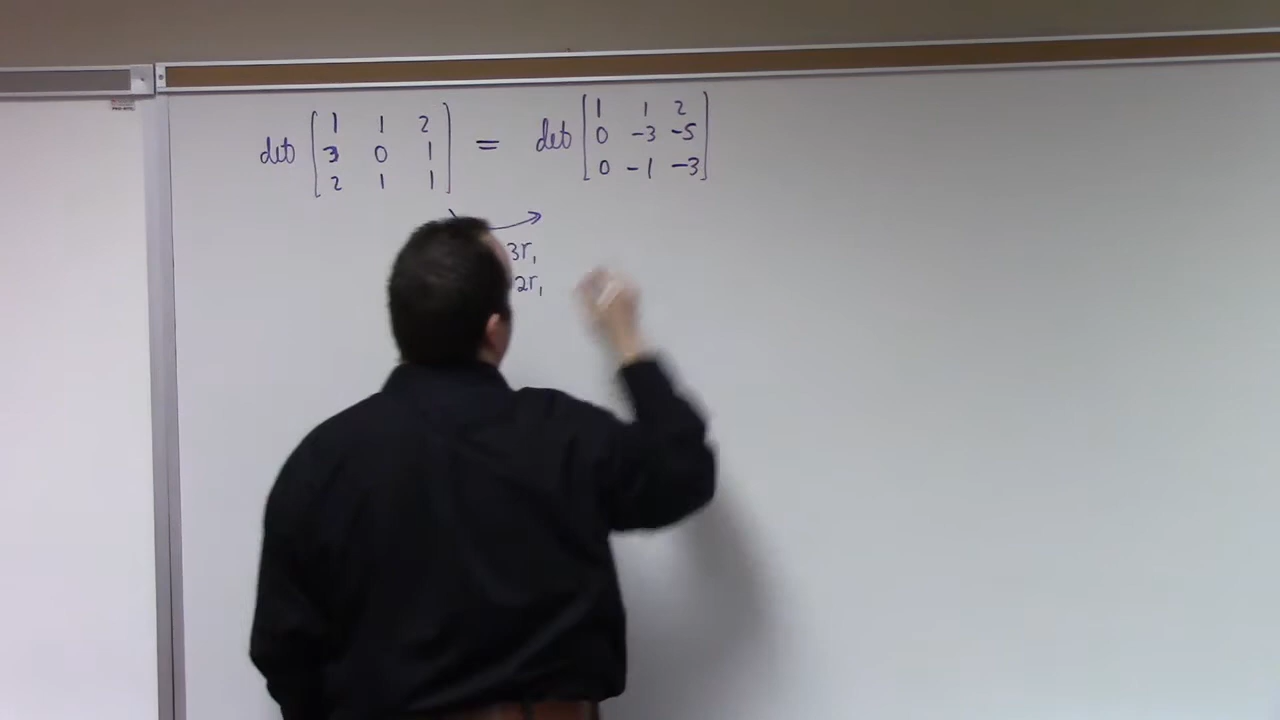 det [1 1 2; 3 0 1; 2 1 1] = det [1 1 2; 0 -3 -5; 0 -1 -3]
3r₁
2r₁